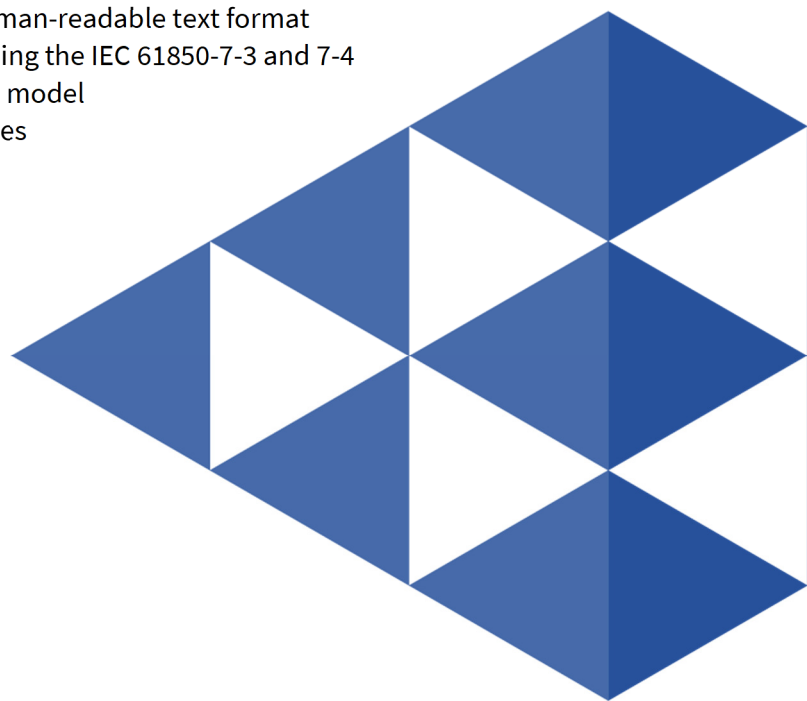 man-readable text format
ing the IEC 61850-7-3 and 7-4
model
es